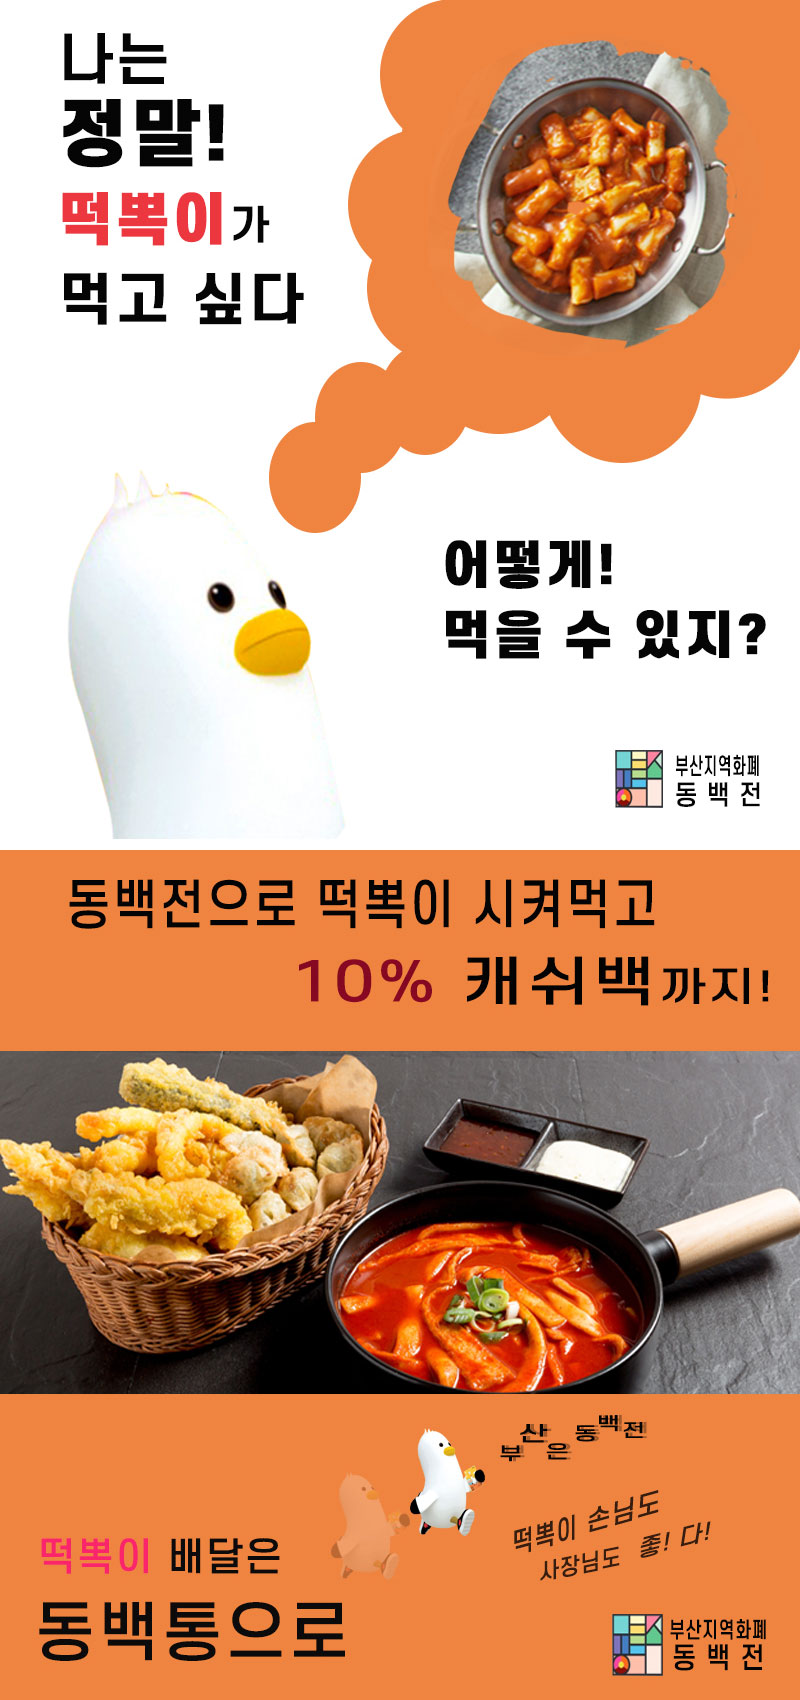 나는
정말!
떡뽁이가
먹고 싶다
어떻게!
먹을 수 있지?
부산지역화폐
동백전
동백전으로 떡뽁이 시켜먹고
10% 캐쉬백까지!
부산은 동백전
떡뽁이 손님도
사장님도 좋! 다!
떡뽁이 배달은
동백통으로
부산지역화폐
동백전